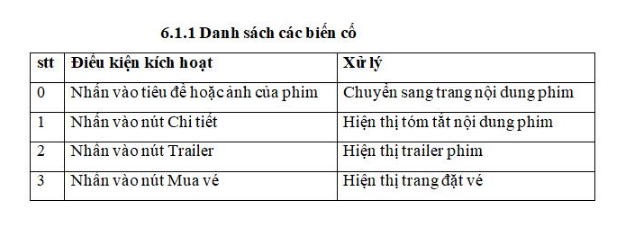 6.1.1 Danh sách các biến cố
stt Điều kiện kích hoạt Xử lý
0 Nhấn vào tiêu đề hoặc ảnh của phim Chuyển sang trang nội dung phim
1 Nhấn vào nút Chi tiết Hiện thị tóm tắt nội dung phim
2 Nhấn vào nút Trailer Hiện thị trailer phim
3 Nhấn vào nút Mua vé Hiện thị trang đặt vé